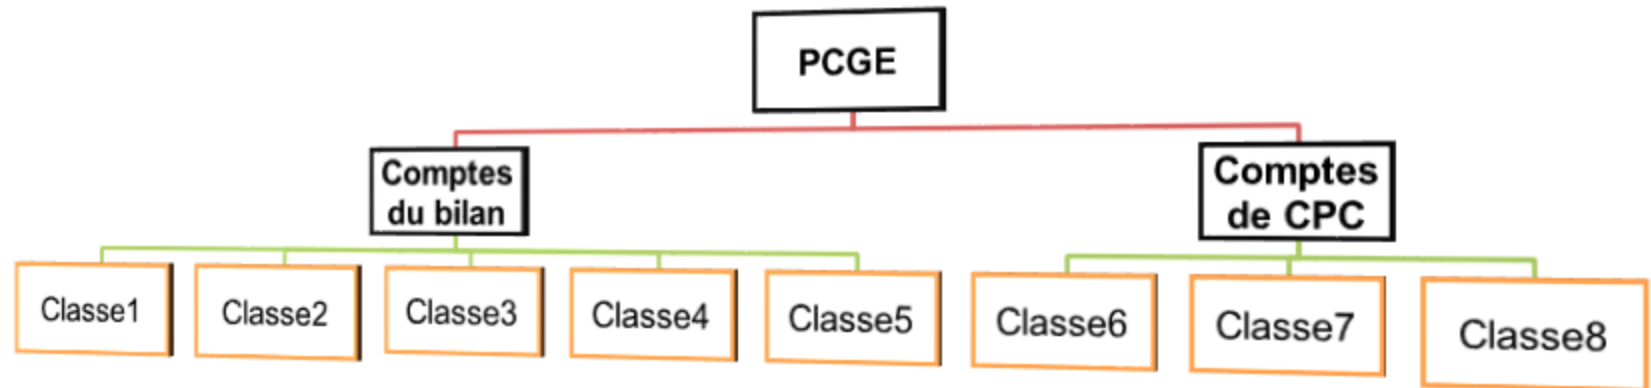 PCGE
Comptes
du bilan
Comptes
de CPC
Classe1
Classe2
Classe3
Classe4
Classe5
Classe6
Classe7
Classe8